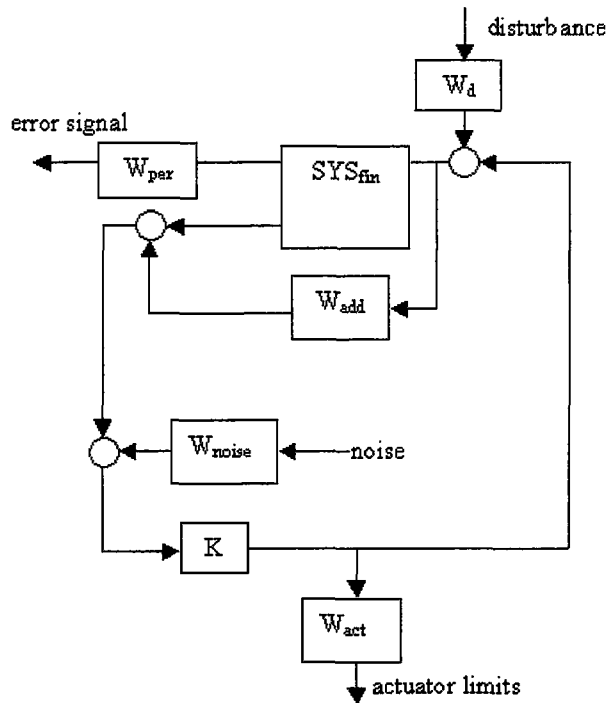 disturbance
W_d
error signal
W_per
SYS_fin
W_add
W_noise
noise
K
W_act
actuator limits